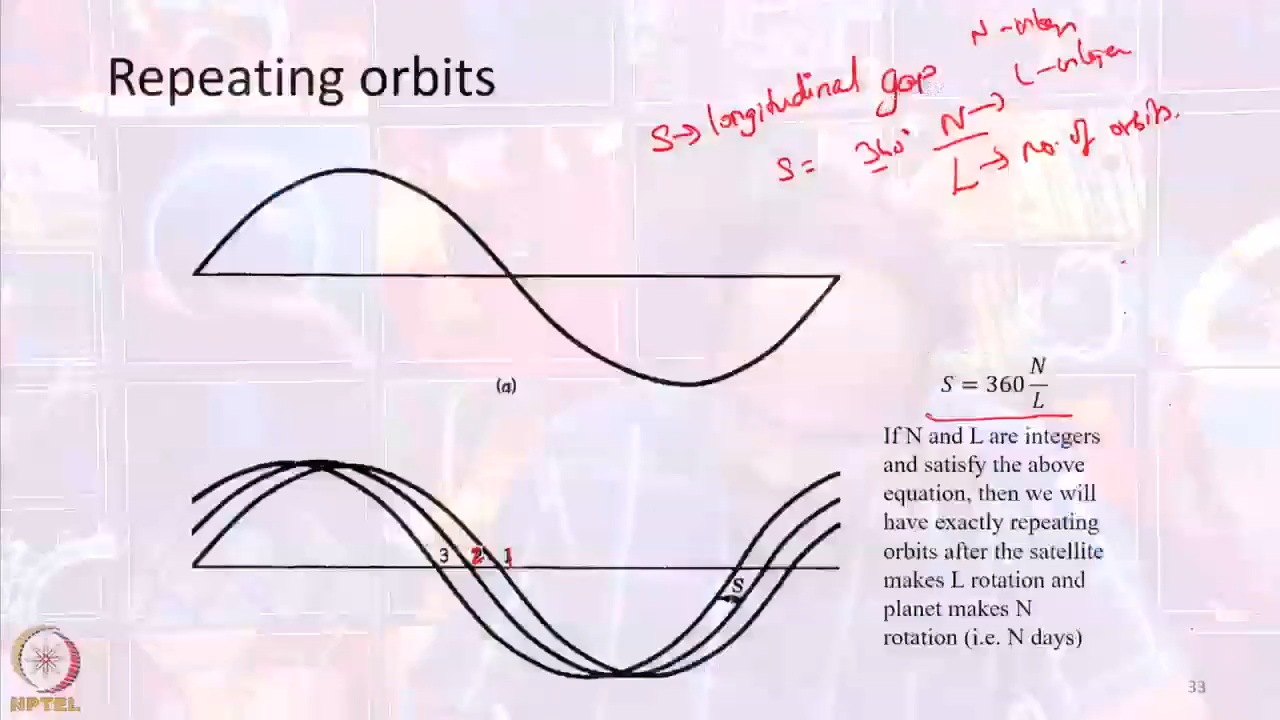 Repeating orbits
N - integer
L - integer
S → longitudinal gap
S = 360° N →
L → no. of orbits.
(a)
S = 360 N/L
If N and L are integers
and satisfy the above
equation, then we will
have exactly repeating
orbits after the satellite
makes L rotation and
planet makes N
rotation (i.e. N days)
3 2 1
S
NPTEL
33